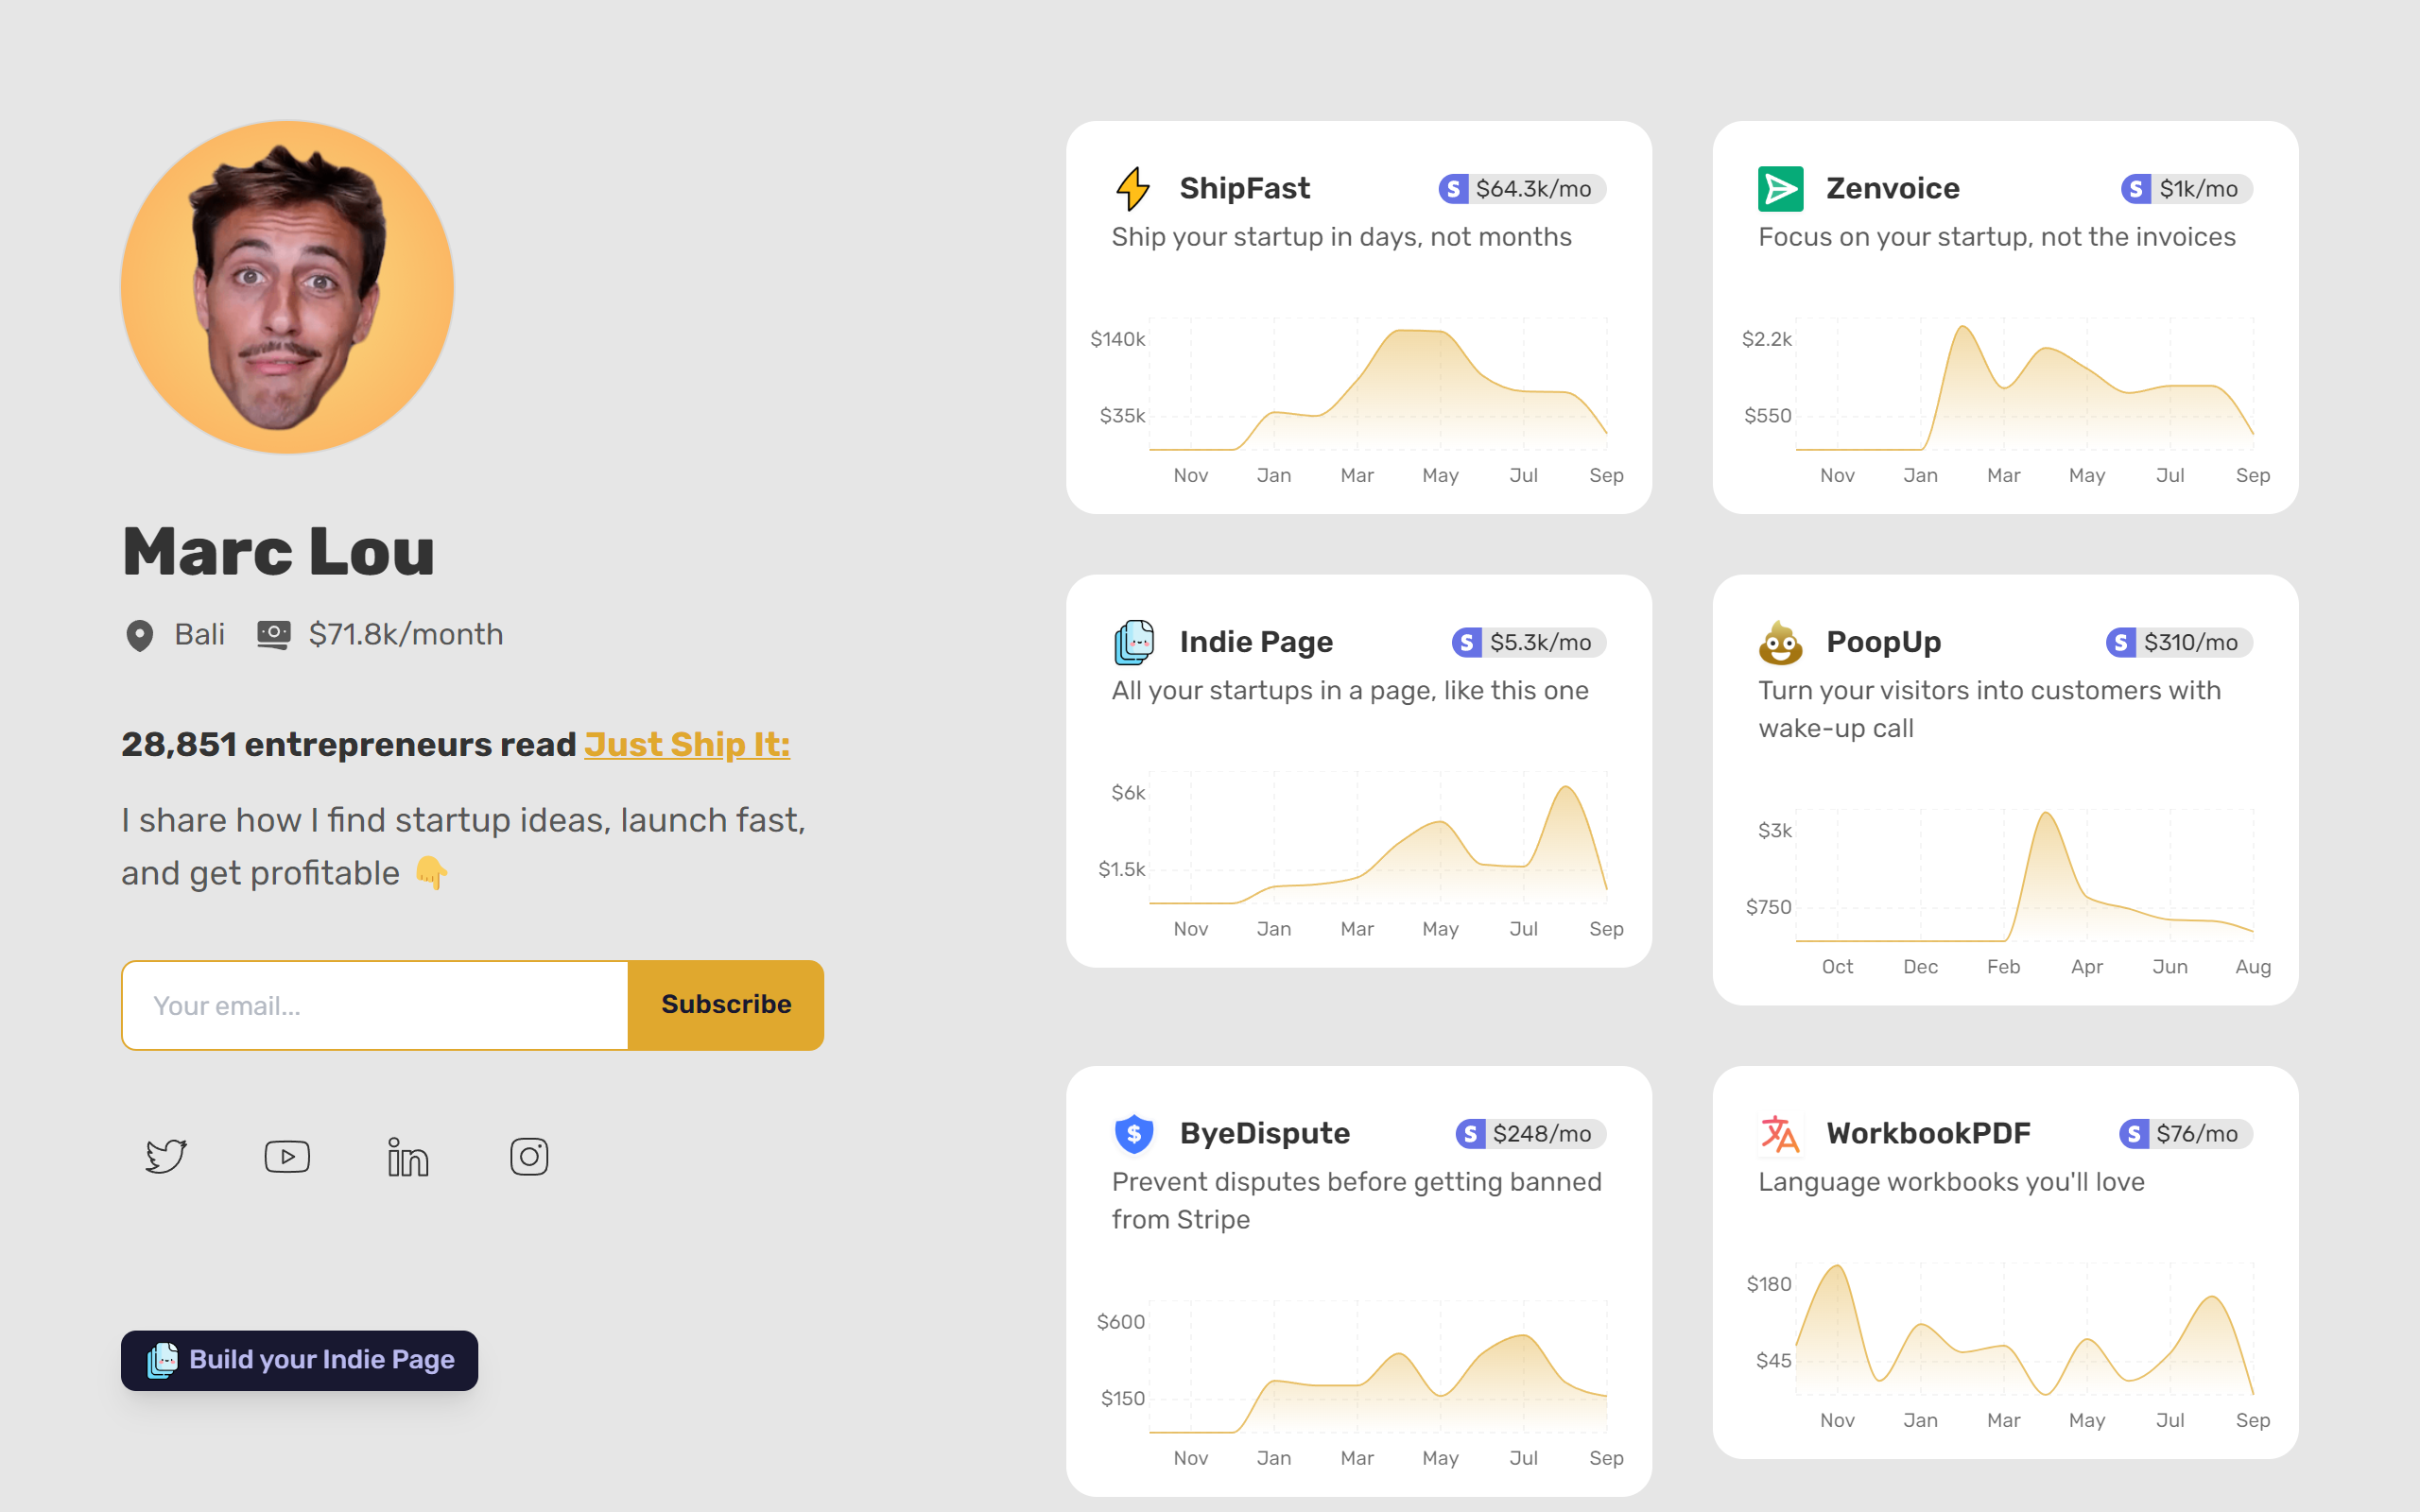 Marc Lou
Bali $71.8k/month
28,851 entrepreneurs read Just Ship It:
I share how I find startup ideas, launch fast,
and get profitable 👇
Your email...
Subscribe
Build your Indie Page
ShipFast
S $64.3k/mo
Ship your startup in days, not months
$140k
$35k
Nov Jan Mar May Jul Sep
Zenvoice
S $1k/mo
Focus on your startup, not the invoices
$2.2k
$550
Nov Jan Mar May Jul Sep
Indie Page
S $5.3k/mo
All your startups in a page, like this one
$6k
$1.5k
Nov Jan Mar May Jul Sep
PoopUp
S $310/mo
Turn your visitors into customers with
wake-up call
$3k
$750
Oct Dec Feb Apr Jun Aug
ByeDispute
S $248/mo
Prevent disputes before getting banned
from Stripe
$600
$150
Nov Jan Mar May Jul Sep
WorkbookPDF
S $76/mo
Language workbooks you'll love
$180
$45
Nov Jan Mar May Jul Sep